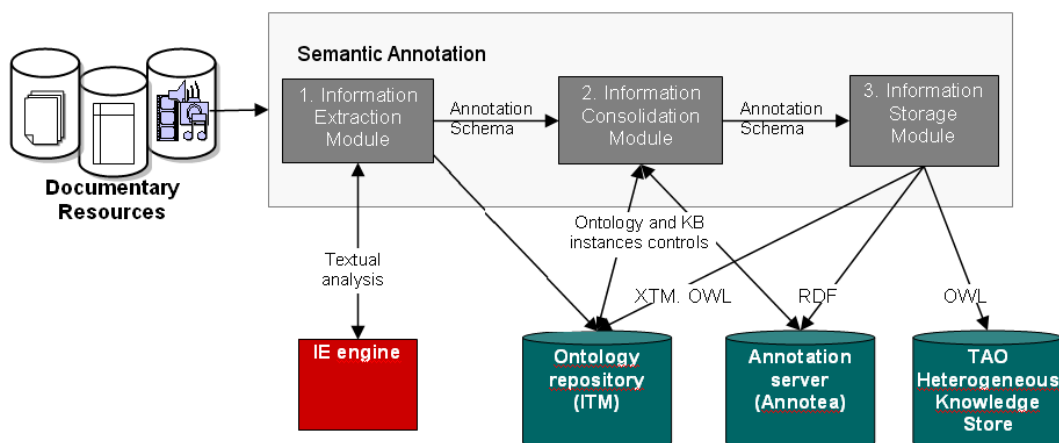 Semantic Annotation
1. Information
Extraction
Module
Annotation
Schema
2. Information
Consolidation
Module
Annotation
Schema
3. Information
Storage
Module
Documentary
Resources
Ontology and KB
instances controls
Textual
analysis
XTM. OWL
RDF
OWL
IE engine
Ontology
repository
(ITM)
Annotation
server
(Annotea)
TAO
Heterogeneous
Knowledge
Store